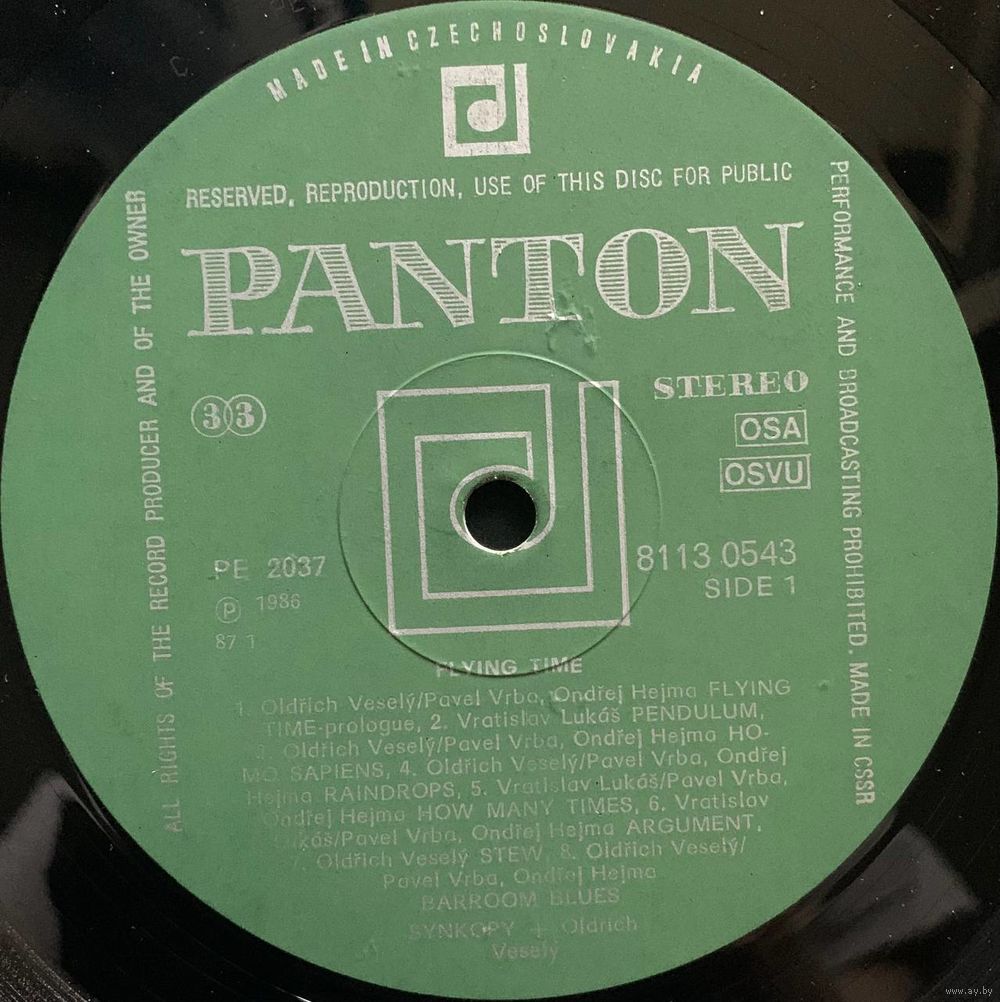 MADE IN CZECHOSLOVAKIA
RESERVED, REPRODUCTION, USE OF THIS DISC FOR PUBLIC
PERFORMANCE AND BROADCASTING PROHIBITED. MADE IN CSSR
ALL RIGHTS OF THE RECORD PRODUCER AND OF THE OWNER
PANTON
33
STEREO
OSA
OSVU
PE 2037
8113 0543
Ⓟ 1986
SIDE 1
87 1
FLYING TIME
1. Oldřich Veselý/Pavel Vrba, Ondřej Hejma FLYING
TIME-prologue, 2. Vratislav Lukáš PENDULUM,
3. Oldřich Veselý/Pavel Vrba, Ondřej Hejma HO-
MO SAPIENS, 4. Oldřich Veselý/Pavel Vrba, Ondřej
Hejma RAINDROPS, 5. Vratislav Lukáš/Pavel Vrba,
Ondřej Hejma HOW MANY TIMES, 6. Vratislav
Lukáš/Pavel Vrba, Ondřej Hejma ARGUMENT,
7. Oldřich Veselý STEW, 8. Oldřich Veselý/
Pavel Vrba, Ondřej Hejma
BARROOM BLUES
SYNKOPY + Oldřich
Veselý
www.ay.by